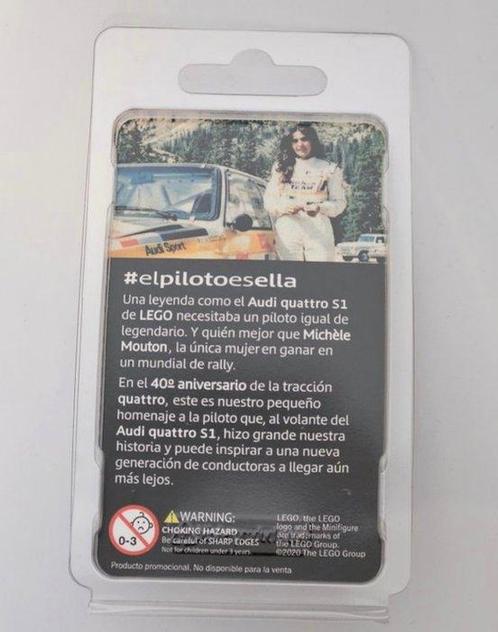 Audi Sport
#elpilotoesella
Una leyenda como el Audi quattro S1
de LEGO necesitaba un piloto igual de
legendario. Y quién mejor que Michèle
Mouton, la única mujer en ganar en
un mundial de rally.
En el 40º aniversario de la tracción
quattro, este es nuestro pequeño
homenaje a la piloto que, al volante del
Audi quattro S1, hizo grande nuestra
historia y puede inspirar a una nueva
generación de conductoras a llegar aún
más lejos.
0-3
WARNING:
CHOKING HAZARD
Be careful of SHARP EDGES
Not for children under 3 years
LEGO, the LEGO
logo and the Minifigure
are trademarks of
the LEGO Group.
©2020 The LEGO Group
Producto promocional. No disponible para la venta